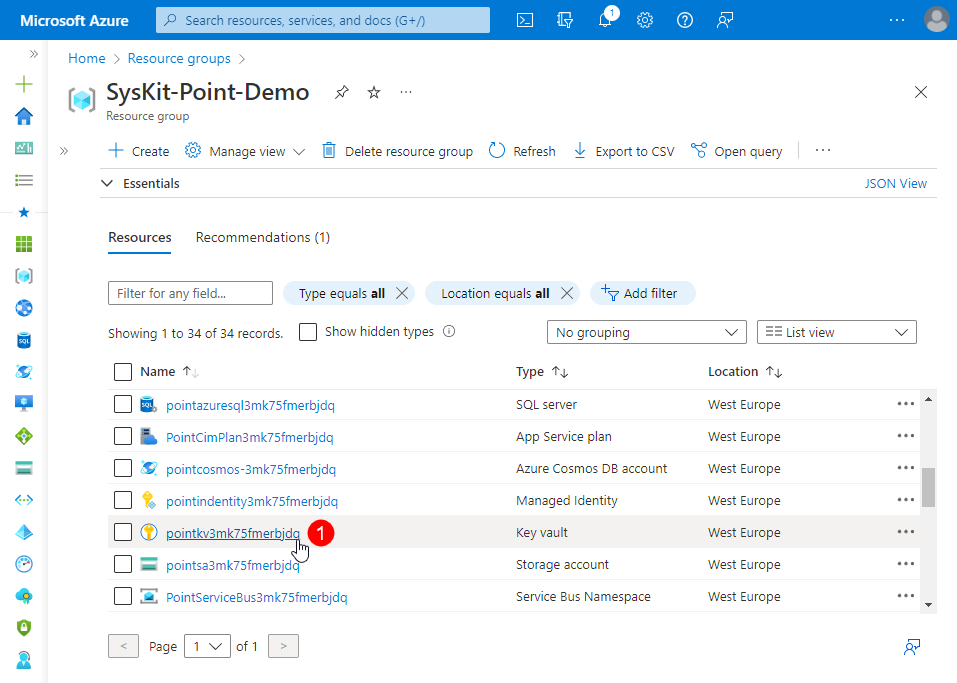 Microsoft Azure
Search resources, services, and docs (G+/)
1
Home > Resource groups >
SysKit-Point-Demo
Resource group
Create Manage view Delete resource group Refresh Export to CSV Open query
Essentials
JSON View
Resources Recommendations (1)
Filter for any field...
Type equals all
Location equals all
Add filter
Showing 1 to 34 of 34 records.
Show hidden types
No grouping
List view
Name Type Location
pointazuresql3mk75fmerbjdq SQL server West Europe
PointCimPlan3mk75fmerbjdq App Service plan West Europe
pointcosmos-3mk75fmerbjdq Azure Cosmos DB account West Europe
pointindentity3mk75fmerbjdq Managed Identity West Europe
pointkv3mk75fmerbjdq 1 Key vault West Europe
pointsa3mk75fmerbjdq Storage account West Europe
PointServiceBus3mk75fmerbjdq Service Bus Namespace West Europe
< Page 1 of 1 >